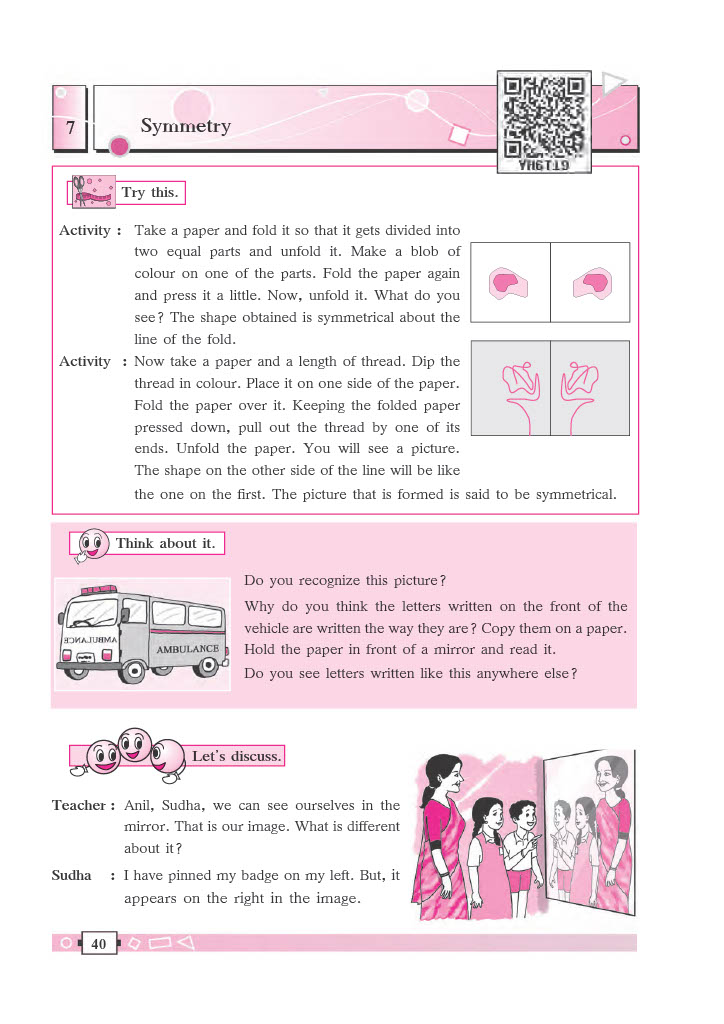 7
Symmetry
Try this.
Activity : Take a paper and fold it so that it gets divided into
two equal parts and unfold it. Make a blob of
colour on one of the parts. Fold the paper again
and press it a little. Now, unfold it. What do you
see? The shape obtained is symmetrical about the
line of the fold.
Activity : Now take a paper and a length of thread. Dip the
thread in colour. Place it on one side of the paper.
Fold the paper over it. Keeping the folded paper
pressed down, pull out the thread by one of its
ends. Unfold the paper. You will see a picture.
The shape on the other side of the line will be like
the one on the first. The picture that is formed is said to be symmetrical.
Think about it.
AMBULANCE
AMBULANCE
Do you recognize this picture?
Why do you think the letters written on the front of the
vehicle are written the way they are? Copy them on a paper.
Hold the paper in front of a mirror and read it.
Do you see letters written like this anywhere else?
Let's discuss.
Teacher : Anil, Sudha, we can see ourselves in the
mirror. That is our image. What is different
about it?
Sudha : I have pinned my badge on my left. But, it
appears on the right in the image.
40